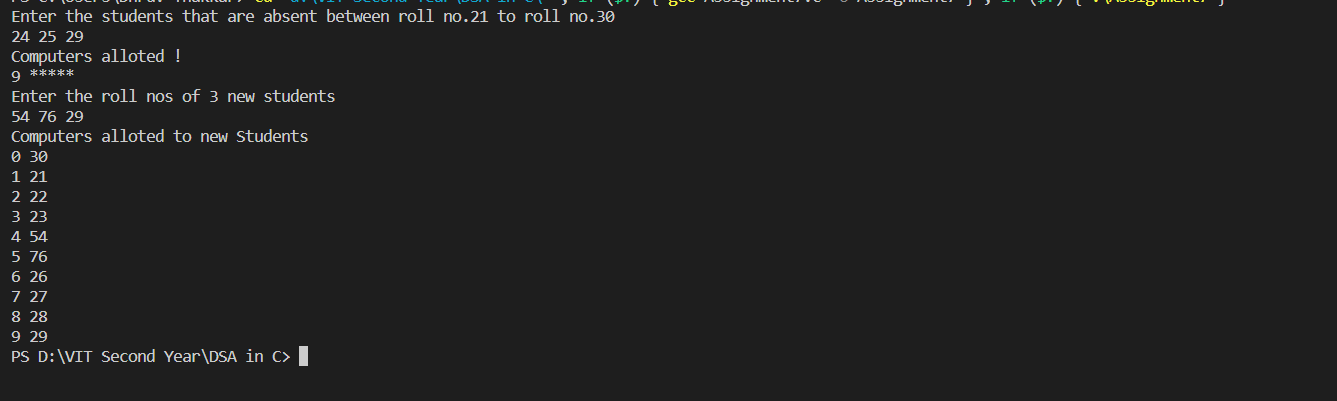 Enter the students that are absent between roll no.21 to roll no.30
24 25 29
Computers alloted !
9 *****
Enter the roll nos of 3 new students
54 76 29
Computers alloted to new Students
0 30
1 21
2 22
3 23
4 54
5 76
6 26
7 27
8 28
9 29
PS D:\VIT Second Year\DSA in C>